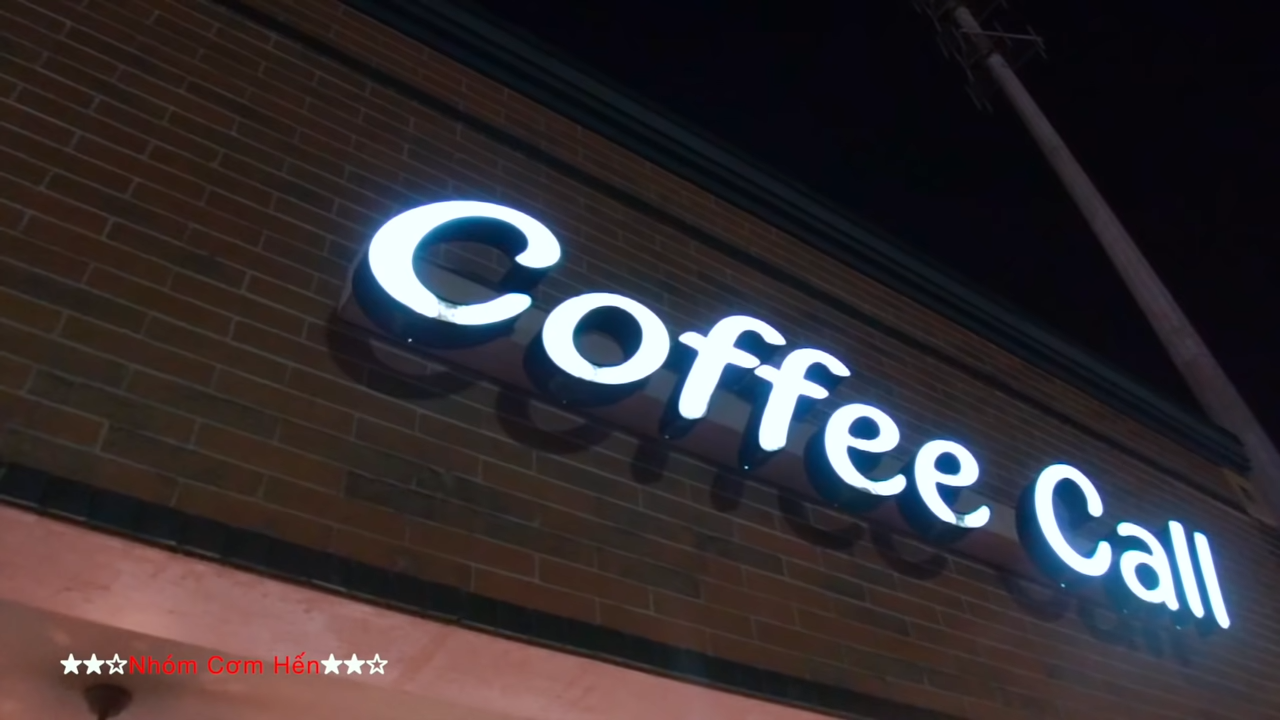 Coffee Call
★★☆Nhóm Cơm Hến★★☆